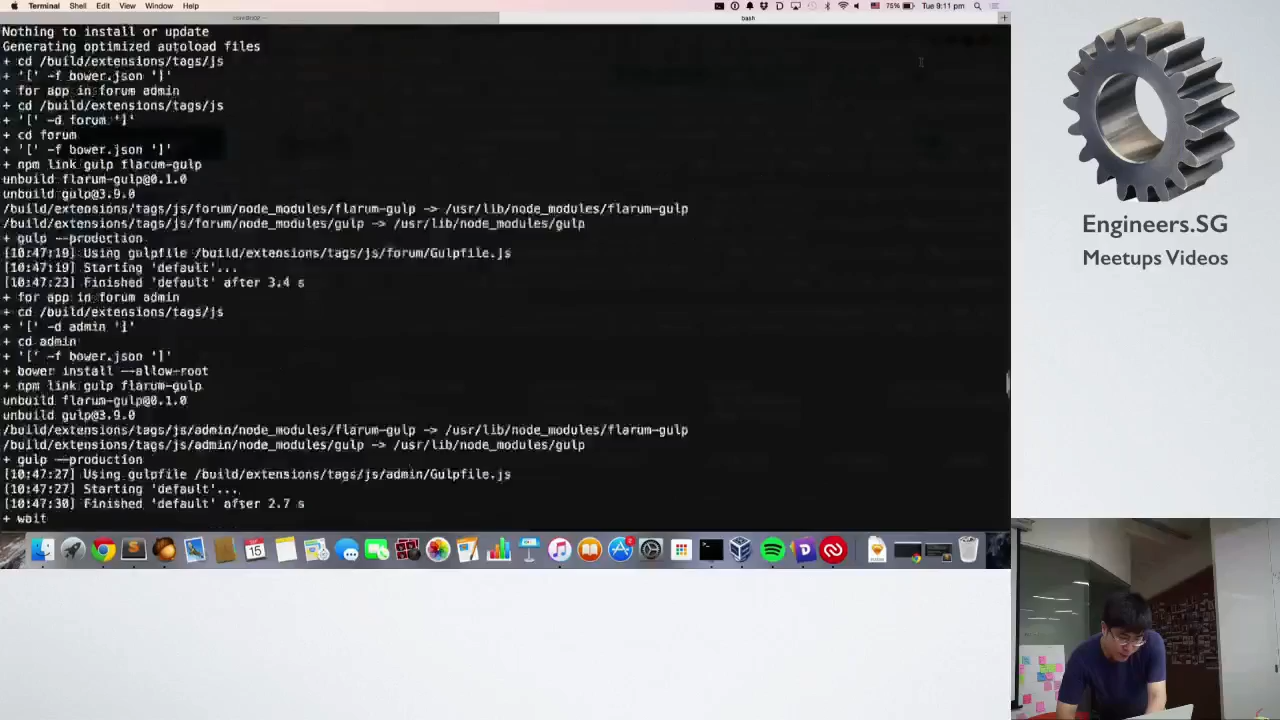 Terminal Shell Edit View Window Help 75% Tue 9:11 pm
bash
Nothing to install or update
Generating optimized autoload files
+ cd /build/extensions/tags/js
+ '[' -f bower.json ']'
+ for app in forum admin
+ cd /build/extensions/tags/js
+ '[' -d forum ']'
+ cd forum
+ '[' -f bower.json ']'
+ npm link gulp flarum-gulp
unbuild flarum-gulp@0.1.0
unbuild gulp@3.9.0
/build/extensions/tags/js/forum/node_modules/flarum-gulp -> /usr/lib/node_modules/flarum-gulp
/build/extensions/tags/js/forum/node_modules/gulp -> /usr/lib/node_modules/gulp
+ gulp --production
[10:47:19] Using gulpfile /build/extensions/tags/js/forum/Gulpfile.js
[10:47:19] Starting 'default'...
[10:47:23] Finished 'default' after 3.4 s
+ for app in forum admin
+ cd /build/extensions/tags/js
+ '[' -d admin ']'
+ cd admin
+ '[' -f bower.json ']'
+ bower install --allow-root
+ npm link gulp flarum-gulp
unbuild flarum-gulp@0.1.0
unbuild gulp@3.9.0
/build/extensions/tags/js/admin/node_modules/flarum-gulp -> /usr/lib/node_modules/flarum-gulp
/build/extensions/tags/js/admin/node_modules/gulp -> /usr/lib/node_modules/gulp
+ gulp --production
[10:47:27] Using gulpfile /build/extensions/tags/js/admin/Gulpfile.js
[10:47:27] Starting 'default'...
[10:47:30] Finished 'default' after 2.7 s
+ wait
15
Engineers.SG
Meetups Videos